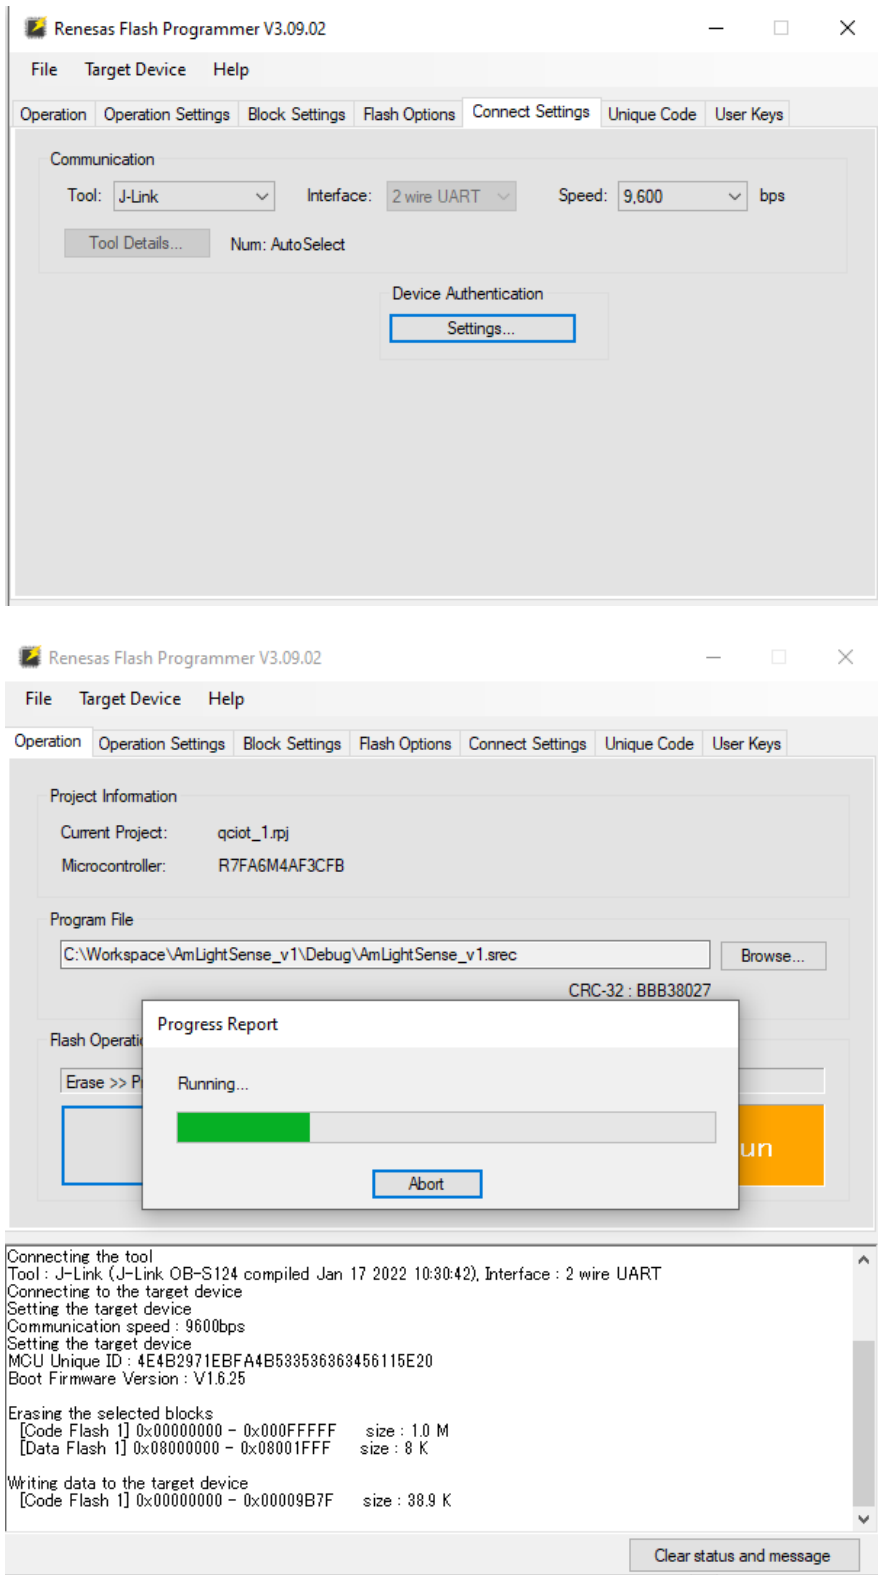 Renesas Flash Programmer V3.09.02
File Target Device Help
Operation Operation Settings Block Settings Flash Options Connect Settings Unique Code User Keys
Communication
Tool: J-Link Interface: 2 wire UART Speed: 9,600 bps
Tool Details... Num: AutoSelect
Device Authentication
Settings...
Renesas Flash Programmer V3.09.02
File Target Device Help
Operation Operation Settings Block Settings Flash Options Connect Settings Unique Code User Keys
Project Information
Current Project: qciot_1.rpj
Microcontroller: R7FA6M4AF3CFB
Program File
C:\Workspace\AmLightSense_v1\Debug\AmLightSense_v1.srec Browse...
CRC-32 : BBB38027
Progress Report
Flash Operati
Erase >> P Running...
un
Abort
Connecting the tool
Tool : J-Link (J-Link OB-S124 compiled Jan 17 2022 10:30:42), Interface : 2 wire UART
Connecting to the target device
Setting the target device
Communication speed : 9600bps
Setting the target device
MCU Unique ID : 4E4B2971EBFA4B533536363456115E20
Boot Firmware Version : V1.6.25
Erasing the selected blocks
[Code Flash 1] 0x00000000 - 0x000FFFFF size : 1.0 M
[Data Flash 1] 0x08000000 - 0x08001FFF size : 8 K
Writing data to the target device
[Code Flash 1] 0x00000000 - 0x00009B7F size : 38.9 K
Clear status and message